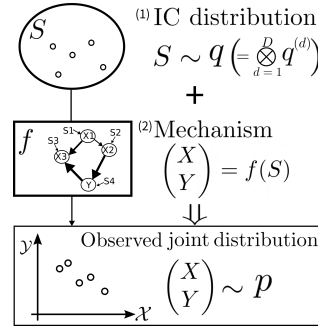 S
(1) IC distribution
S ∼ q (= ⊗_{d=1}^{D} q^{(d)})
+
f
S1 S2 S3 S4
X1 X2 X3 Y
(2) Mechanism
(X Y) = f(S)
⇓
Observed joint distribution
𝒴
𝒳
(X Y) ∼ p